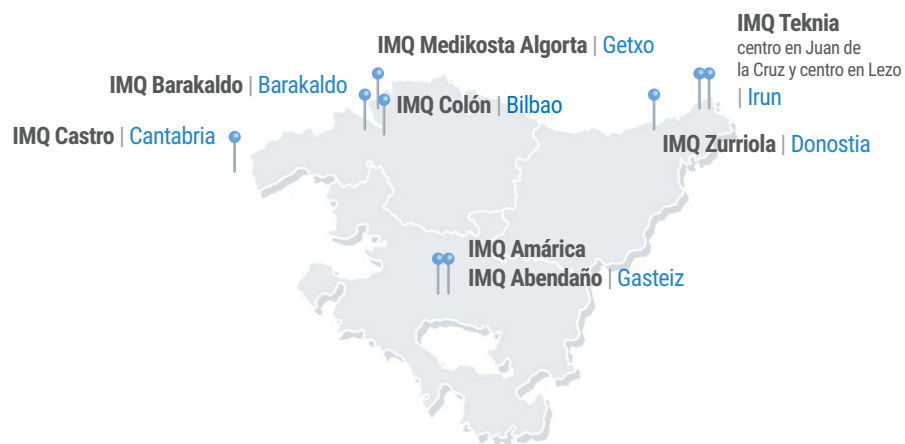 IMQ Teknia
centro en Juan de
la Cruz y centro en Lezo
| Irun
IMQ Medikosta Algorta | Getxo
IMQ Barakaldo | Barakaldo
IMQ Colón | Bilbao
IMQ Castro | Cantabria
IMQ Zurriola | Donostia
IMQ Amárica
IMQ Abendaño | Gasteiz